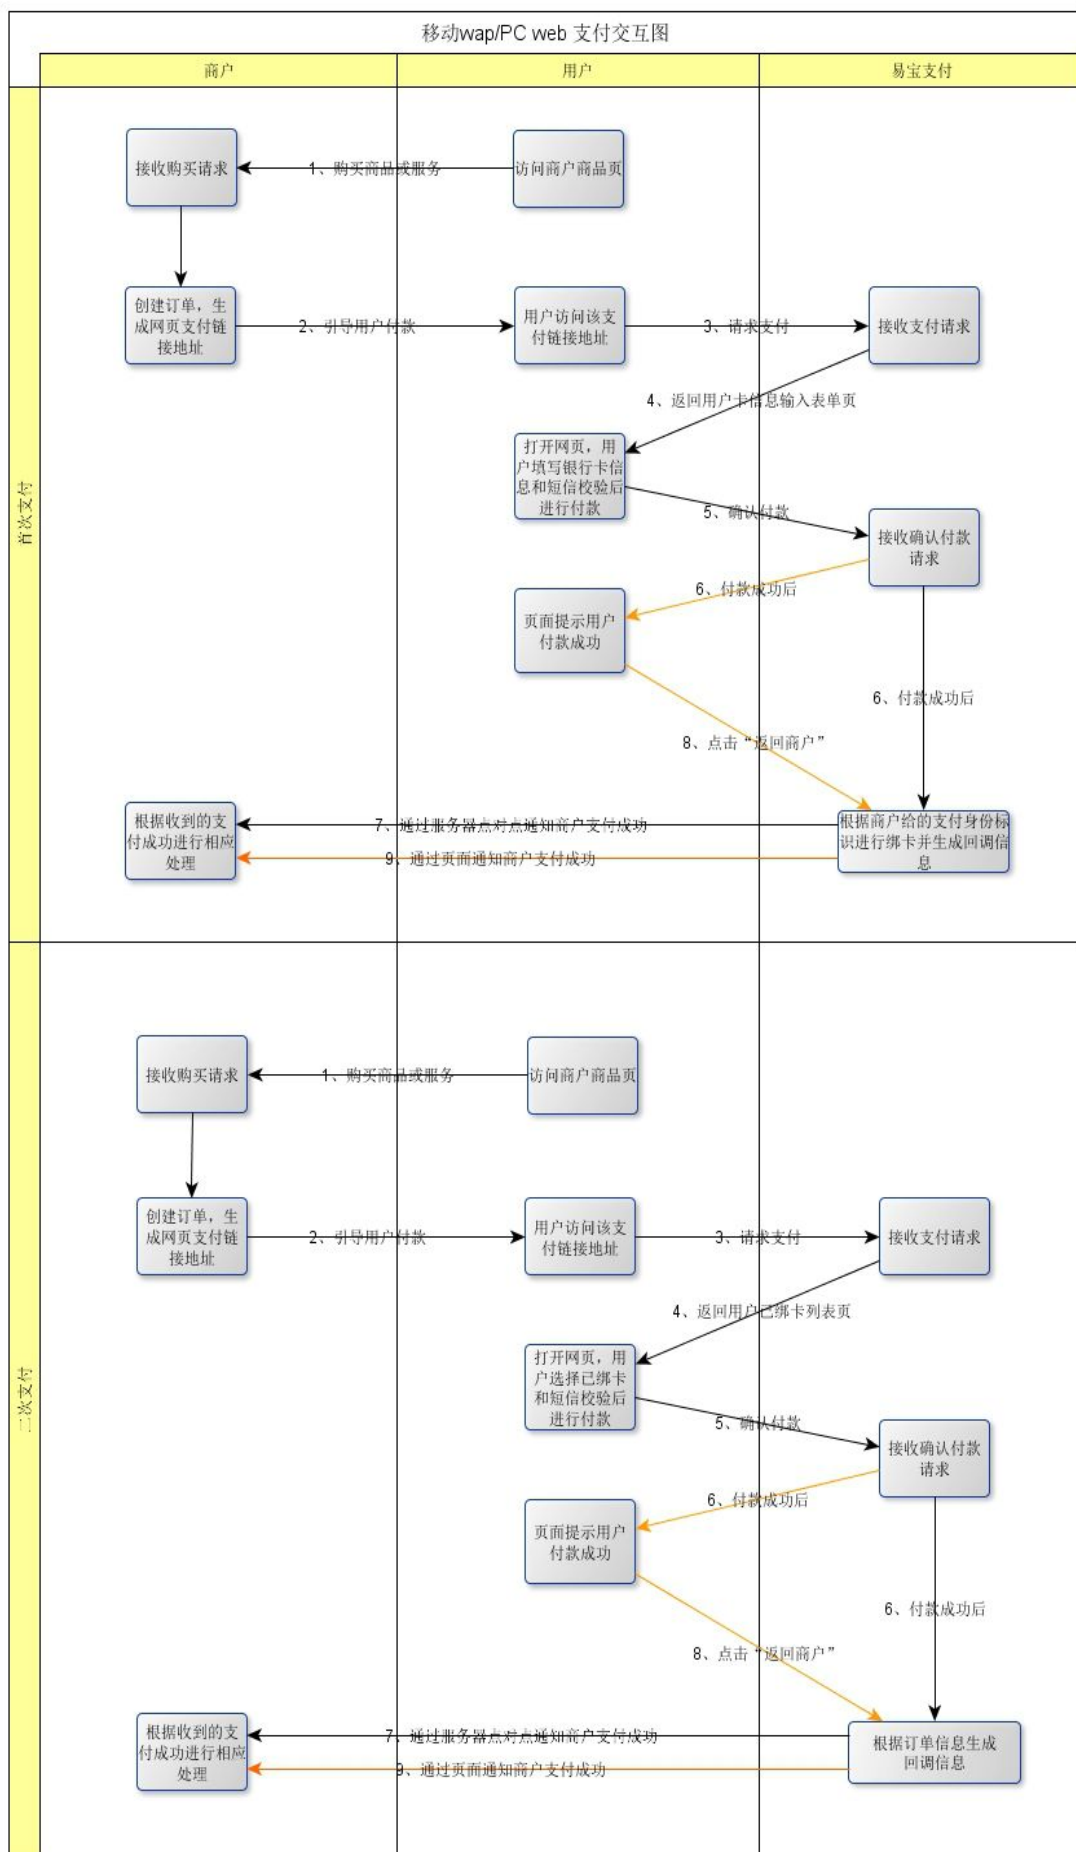 移动wap/PC web 支付交互图
商户
用户
易宝支付
首次支付
接收购买请求
1、购买商品或服务
访问商户商品页
创建订单，生
成网页支付链
接地址
2、引导用户付款
用户访问该支
付链接地址
3、请求支付
接收支付请求
4、返回用户卡信息输入表单页
打开网页，用
户填写银行卡信
息和短信校验后
进行付款
5、确认付款
接收确认付款
请求
6、付款成功后
页面提示用户
付款成功
6、付款成功后
8、点击“返回商户”
根据收到的支
付成功进行相应
处理
7、通过服务器点对点通知商户支付成功
9、通过页面通知商户支付成功
根据商户给的支付身份标
识进行绑卡并生成回调信
息
二次支付
接收购买请求
1、购买商品或服务
访问商户商品页
创建订单，生
成网页支付链
接地址
2、引导用户付款
用户访问该支
付链接地址
3、请求支付
接收支付请求
4、返回用户已绑卡列表页
打开网页，用
户选择已绑卡
和短信校验后
进行付款
5、确认付款
接收确认付款
请求
6、付款成功后
页面提示用户
付款成功
6、付款成功后
8、点击“返回商户”
根据收到的支
付成功进行相应
处理
7、通过服务器点对点通知商户支付成功
9、通过页面通知商户支付成功
根据订单信息生成
回调信息